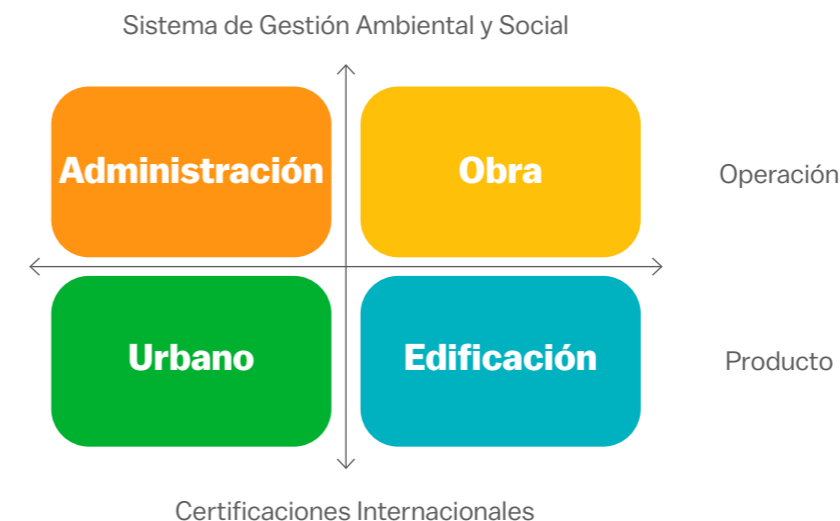 Sistema de Gestión Ambiental y Social
Administración
Obra
Operación
Urbano
Edificación
Producto
Certificaciones Internacionales